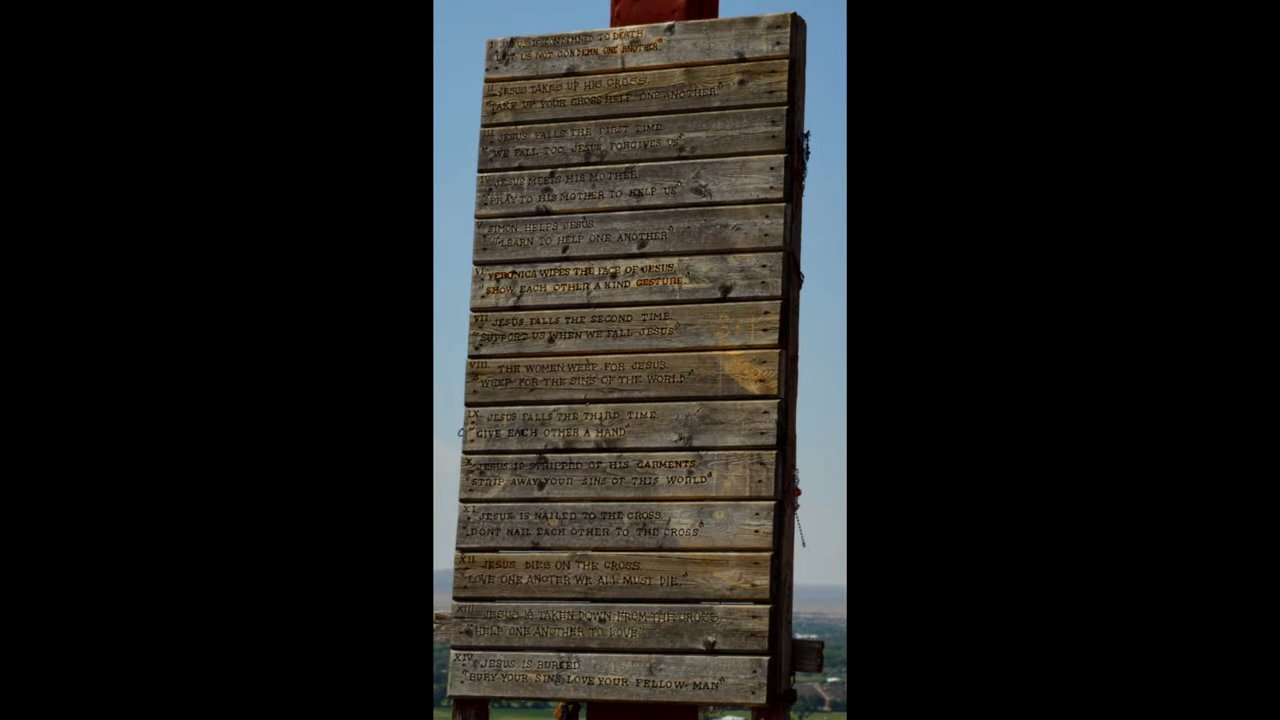 I. JESUS IS CONDEMNED TO DEATH.
"LET US NOT CONDEMN ONE ANOTHER."
II. JESUS TAKES UP HIS CROSS.
"TAKE UP YOUR CROSS HELP ONE ANOTHER"
III. JESUS FALLS THE FIRST TIME.
"WE FALL TOO, JESUS FORGIVES US"
IV. JESUS MEETS HIS MOTHER.
"PRAY TO HIS MOTHER TO HELP US"
V. SIMON HELPS JESUS.
"LEARN TO HELP ONE ANOTHER"
VI. VERONICA WIPES THE FACE OF JESUS.
"SHOW EACH OTHER A KIND GESTURE."
VII. JESUS FALLS THE SECOND TIME.
"SUPPORT US WHEN WE FALL JESUS"
VIII. THE WOMEN WEEP FOR JESUS.
"WEEP FOR THE SINS OF THE WORLD."
IX. JESUS FALLS THE THIRD TIME.
"GIVE EACH OTHER A HAND"
X. JESUS IS STRIPPED OF HIS GARMENTS
"STRIP AWAY YOUR SINS OF THIS WORLD"
XI. JESUS IS NAILED TO THE CROSS.
"DONT NAIL EACH OTHER TO THE CROSS."
XII. JESUS DIES ON THE CROSS.
"LOVE ONE ANOTER WE ALL MUST DIE."
XIII. JESUS IS TAKEN DOWN FROM THE CROSS.
"HELP ONE ANOTHER TO LOVE"
XIV. JESUS IS BURIED
"BURY YOUR SINS, LOVE YOUR FELLOW-MAN"